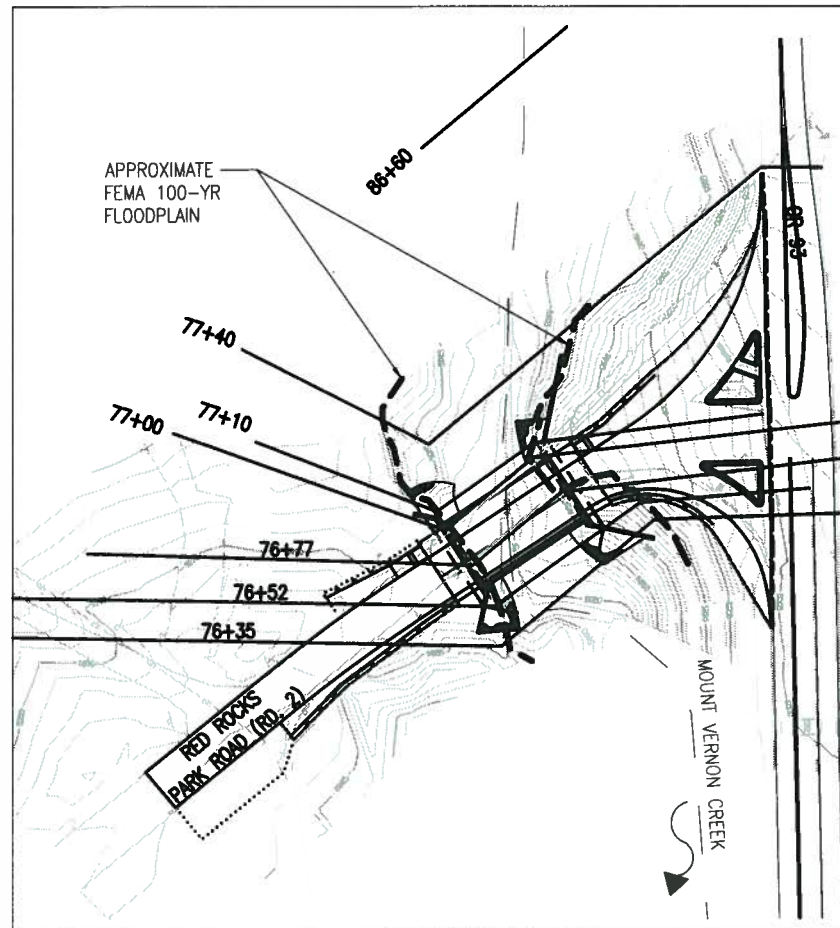 86+60
APPROXIMATE
FEMA 100-YR
FLOODPLAIN
CR 93
77+40
77+10
77+00
76+77
76+52
76+35
RED ROCKS
PARK ROAD (RD. 2)
MOUNT VERNON CREEK